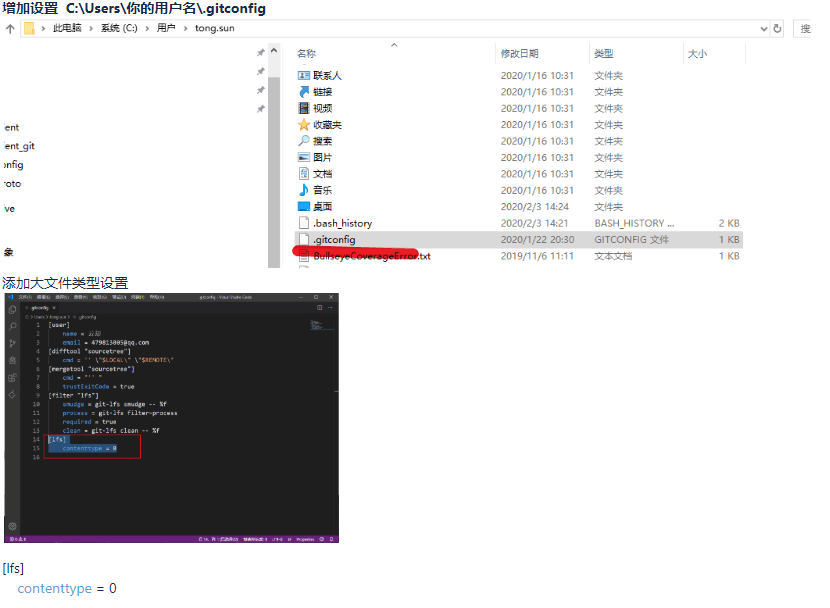 增加设置 C:\Users\你的用户名\.gitconfig
此电脑 › 系统 (C:) › 用户 › tong.sun
搜
名称 修改日期 类型 大小
联系人 2020/1/16 10:31 文件夹
链接 2020/1/16 10:31 文件夹
视频 2020/1/16 10:31 文件夹
收藏夹 2020/1/16 10:31 文件夹
搜索 2020/1/16 10:31 文件夹
图片 2020/1/16 10:31 文件夹
文档 2020/1/16 10:31 文件夹
音乐 2020/1/16 10:31 文件夹
桌面 2020/2/3 14:24 文件夹
.bash_history 2020/2/3 14:21 BASH_HISTORY ... 2 KB
.gitconfig 2020/1/22 20:30 GITCONFIG 文件 1 KB
BullseyeCoverageError.txt 2019/11/6 11:11 文本文档 1 KB
ent
ent_git
onfig
roto
ive
象
添加大文件类型设置
.gitconfig - Visual Studio Code
.gitconfig
1 [user]
2 name =
3 email = 479813005@qq.com
4 [difftool "sourcetree"]
5 cmd = '' \"$LOCAL\" \"$REMOTE\"
6 [mergetool "sourcetree"]
7 cmd = "'' "
8 trustExitCode = true
9 [filter "lfs"]
10 smudge = git-lfs smudge -- %f
11 process = git-lfs filter-process
12 required = true
13 clean = git-lfs clean -- %f
14 [lfs]
15 contenttype = 0
16
[lfs]
contenttype = 0